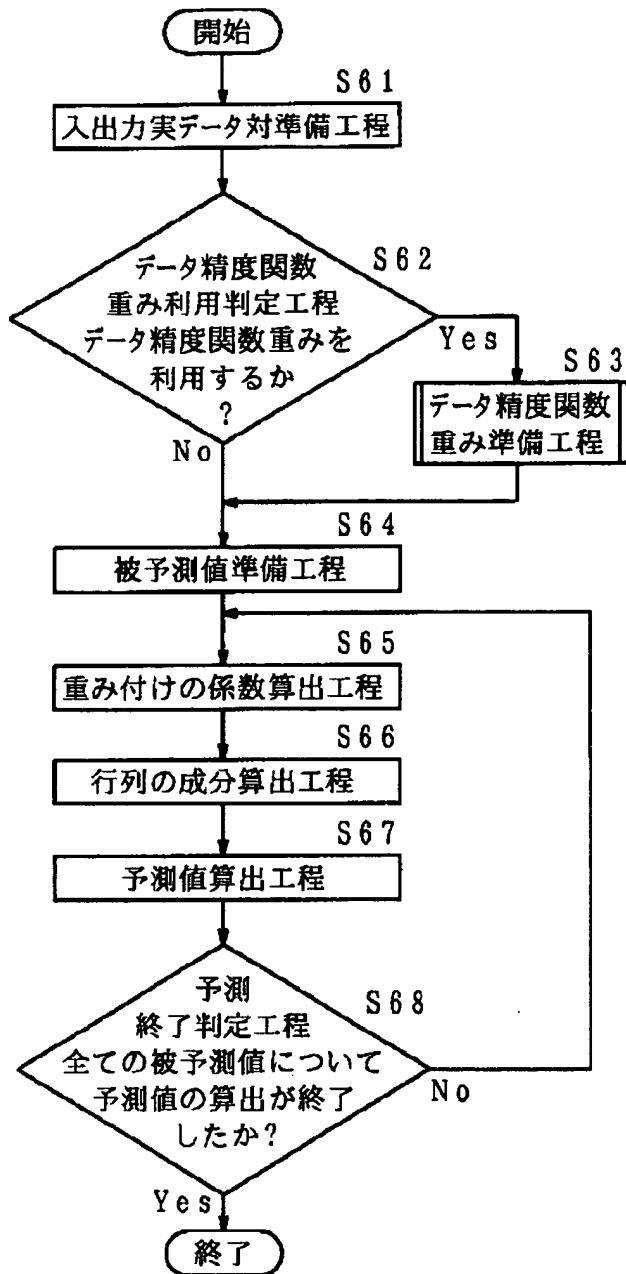 開始
S61
入出力実データ対準備工程
データ精度関数
S62
重み利用判定工程
データ精度関数重みを
利用するか
?
Yes
S63
データ精度関数
重み準備工程
No
S64
被予測値準備工程
S65
重み付けの係数算出工程
S66
行列の成分算出工程
S67
予測値算出工程
予測
S68
終了判定工程
全ての被予測値について
予測値の算出が終了
したか?
No
Yes
終了